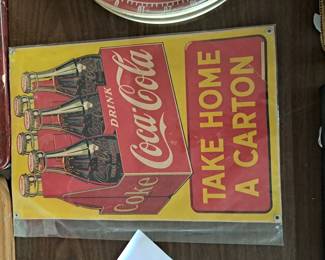 DRINK
Coca-Cola
Coke
TAKE HOME
A CARTON